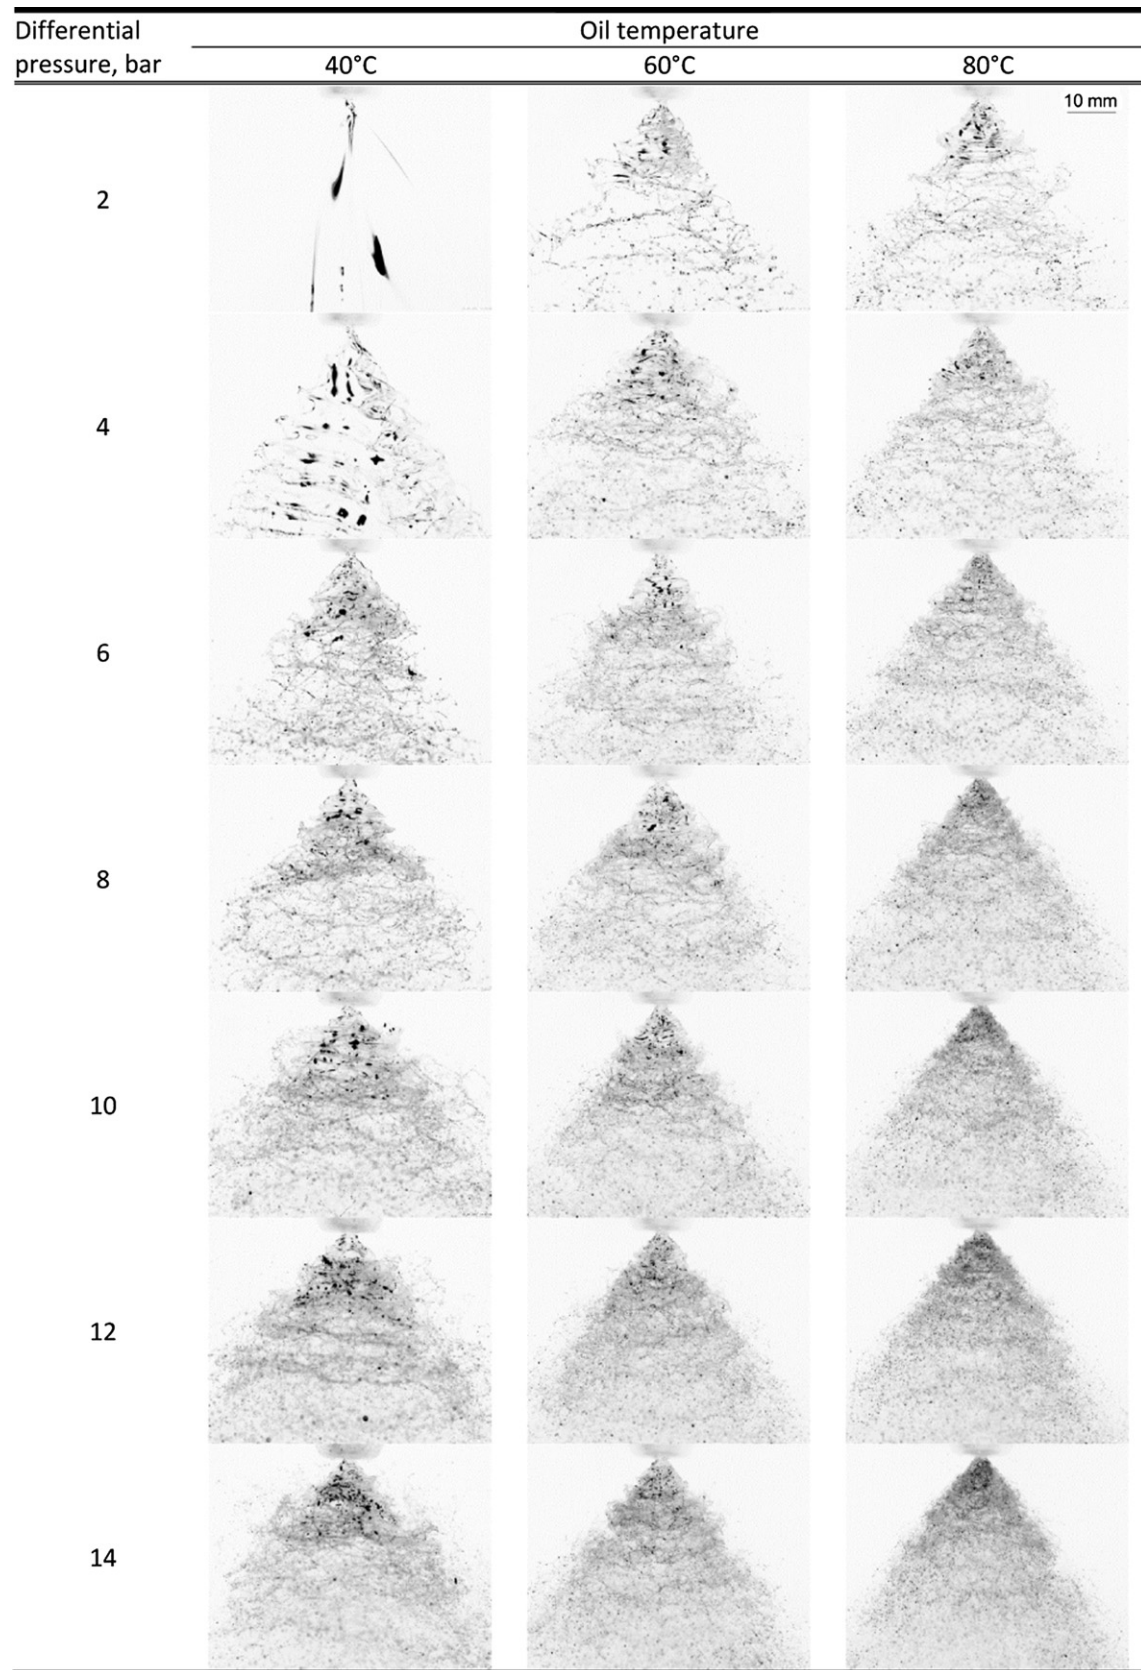 Differential
Oil temperature
pressure, bar
40°C
60°C
80°C
10 mm
2
4
6
8
10
12
14